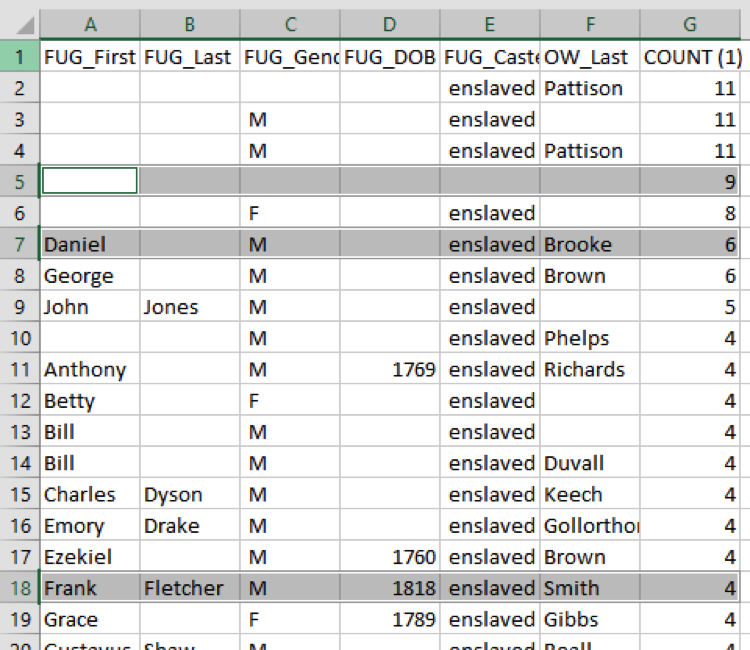 A B C D E F G
1 FUG_First FUG_Last FUG_Gend FUG_DOB FUG_Caste OW_Last COUNT (1)
2 enslaved Pattison 11
3 M enslaved 11
4 M enslaved Pattison 11
5 9
6 F enslaved 8
7 Daniel M enslaved Brooke 6
8 George M enslaved Brown 6
9 John Jones M enslaved 5
10 M enslaved Phelps 4
11 Anthony M 1769 enslaved Richards 4
12 Betty F enslaved 4
13 Bill M enslaved 4
14 Bill M enslaved Duvall 4
15 Charles Dyson M enslaved Keech 4
16 Emory Drake M enslaved Gollorthor 4
17 Ezekiel M 1760 enslaved Brown 4
18 Frank Fletcher M 1818 enslaved Smith 4
19 Grace F 1789 enslaved Gibbs 4
20 Gustavus Shaw M enslaved 4